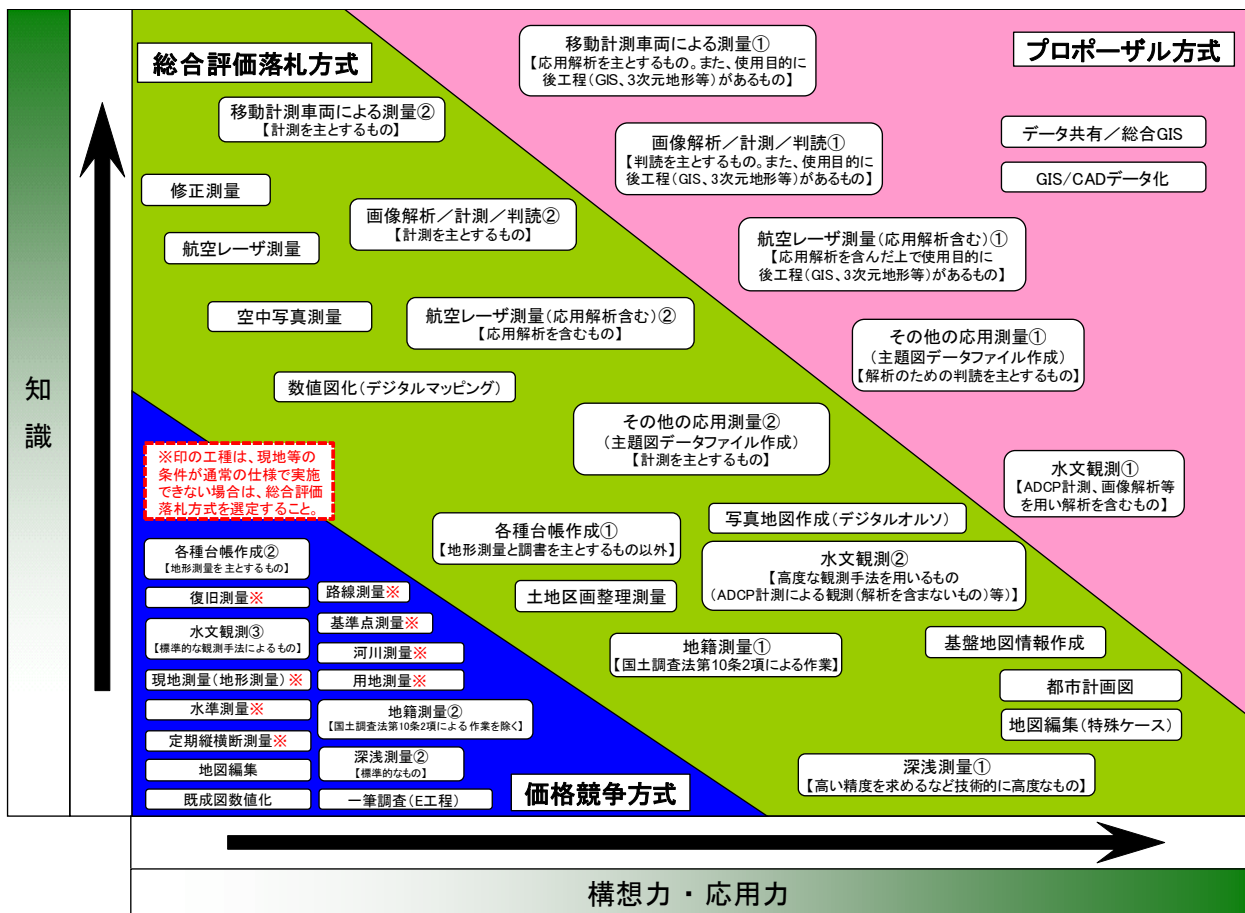 総合評価落札方式
プロポーザル方式
移動計測車両による測量①
【応用解析を主とするもの。また、使用目的に
後工程(GIS、3次元地形等)があるもの】
移動計測車両による測量②
【計測を主とするもの】
データ共有/総合GIS
画像解析/計測/判読①
【判読を主とするもの。また、使用目的に
後工程(GIS、3次元地形等)があるもの】
GIS/CADデータ化
修正測量
画像解析/計測/判読②
【計測を主とするもの】
航空レーザ測量
航空レーザ測量(応用解析含む)①
【応用解析を含んだ上で使用目的に
後工程(GIS、3次元地形等)があるもの】
空中写真測量
航空レーザ測量(応用解析含む)②
【応用解析を含むもの】
その他の応用測量①
(主題図データファイル作成)
【解析のための判読を主とするもの】
数値図化(デジタルマッピング)
その他の応用測量②
(主題図データファイル作成)
【計測を主とするもの】
知
識
※印の工種は、現地等の
条件が通常の仕様で実施
できない場合は、総合評価
落札方式を選定すること。
水文観測①
【ADCP計測、画像解析等
を用い解析を含むもの】
写真地図作成(デジタルオルソ)
各種台帳作成①
【地形測量と調書を主とするもの以外】
水文観測②
【高度な観測手法を用いるもの
(ADCP計測による観測(解析を含まないもの)等)】
土地区画整理測量
地籍測量①
【国土調査法第10条2項による作業】
基盤地図情報作成
都市計画図
地図編集(特殊ケース)
深浅測量①
【高い精度を求めるなど技術的に高度なもの】
各種台帳作成②
【地形測量を主とするもの】
復旧測量※
路線測量※
水文観測③
【標準的な観測手法によるもの】
基準点測量※
河川測量※
現地測量(地形測量)※
用地測量※
水準測量※
地籍測量②
【国土調査法第10条2項による作業を除く】
定期縦横断測量※
深浅測量②
【標準的なもの】
地図編集
既成図数値化
一筆調査(E工程)
価格競争方式
構想力・応用力